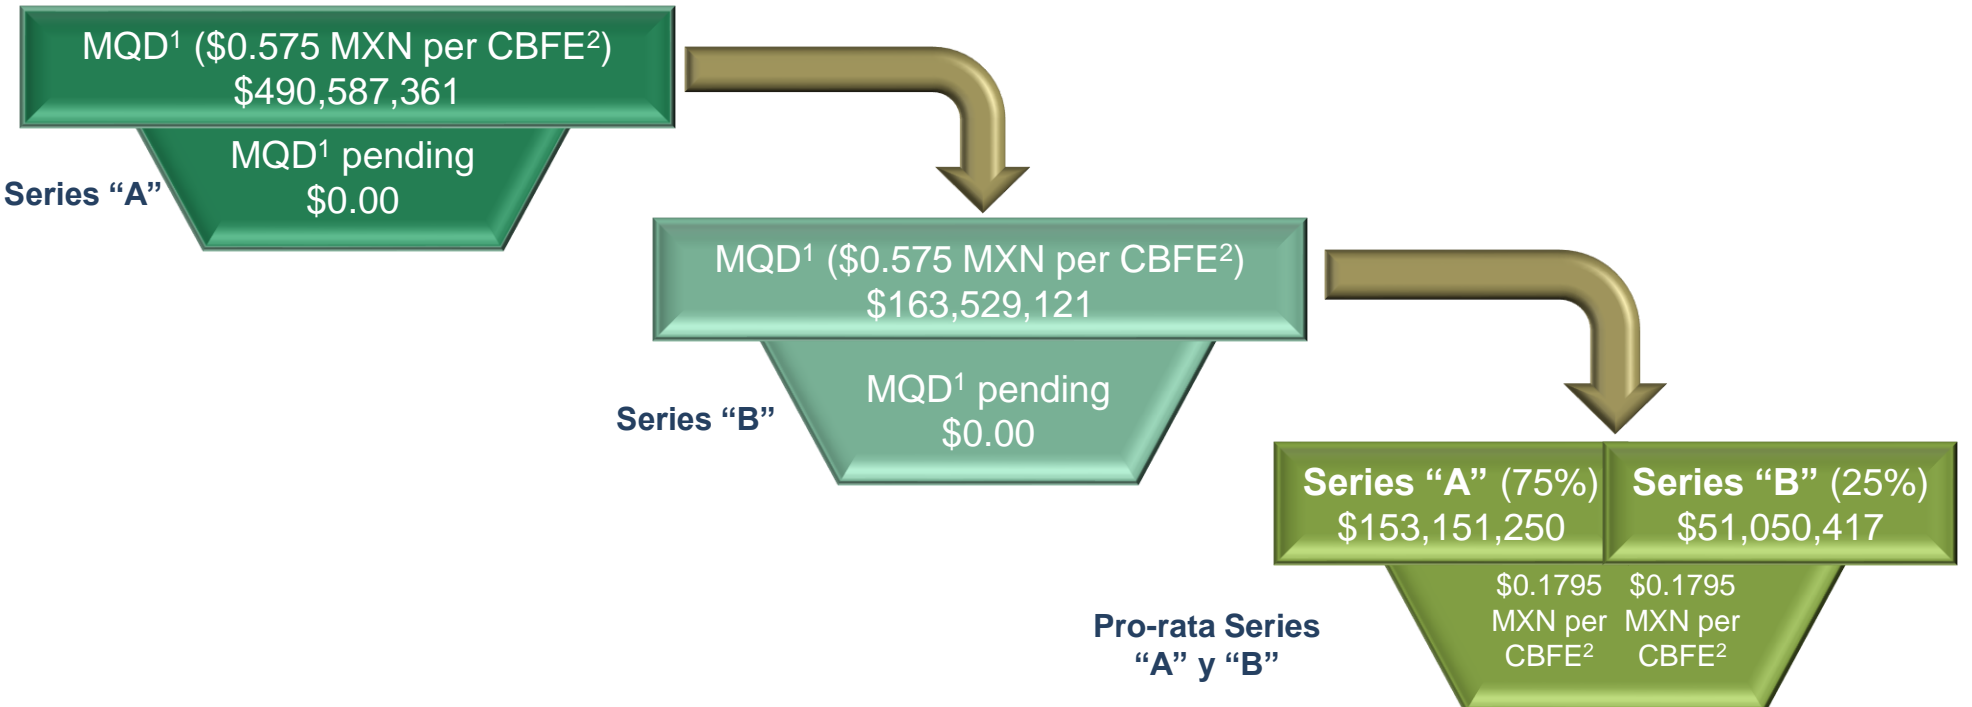 MQD¹ ($0.575 MXN per CBFE²)
$490,587,361
MQD¹ pending
$0.00
Series “A”
MQD¹ ($0.575 MXN per CBFE²)
$163,529,121
MQD¹ pending
$0.00
Series “B”
Series “A” (75%)
$153,151,250
Series “B” (25%)
$51,050,417
$0.1795
MXN per
CBFE²
$0.1795
MXN per
CBFE²
Pro-rata Series
“A” y “B”